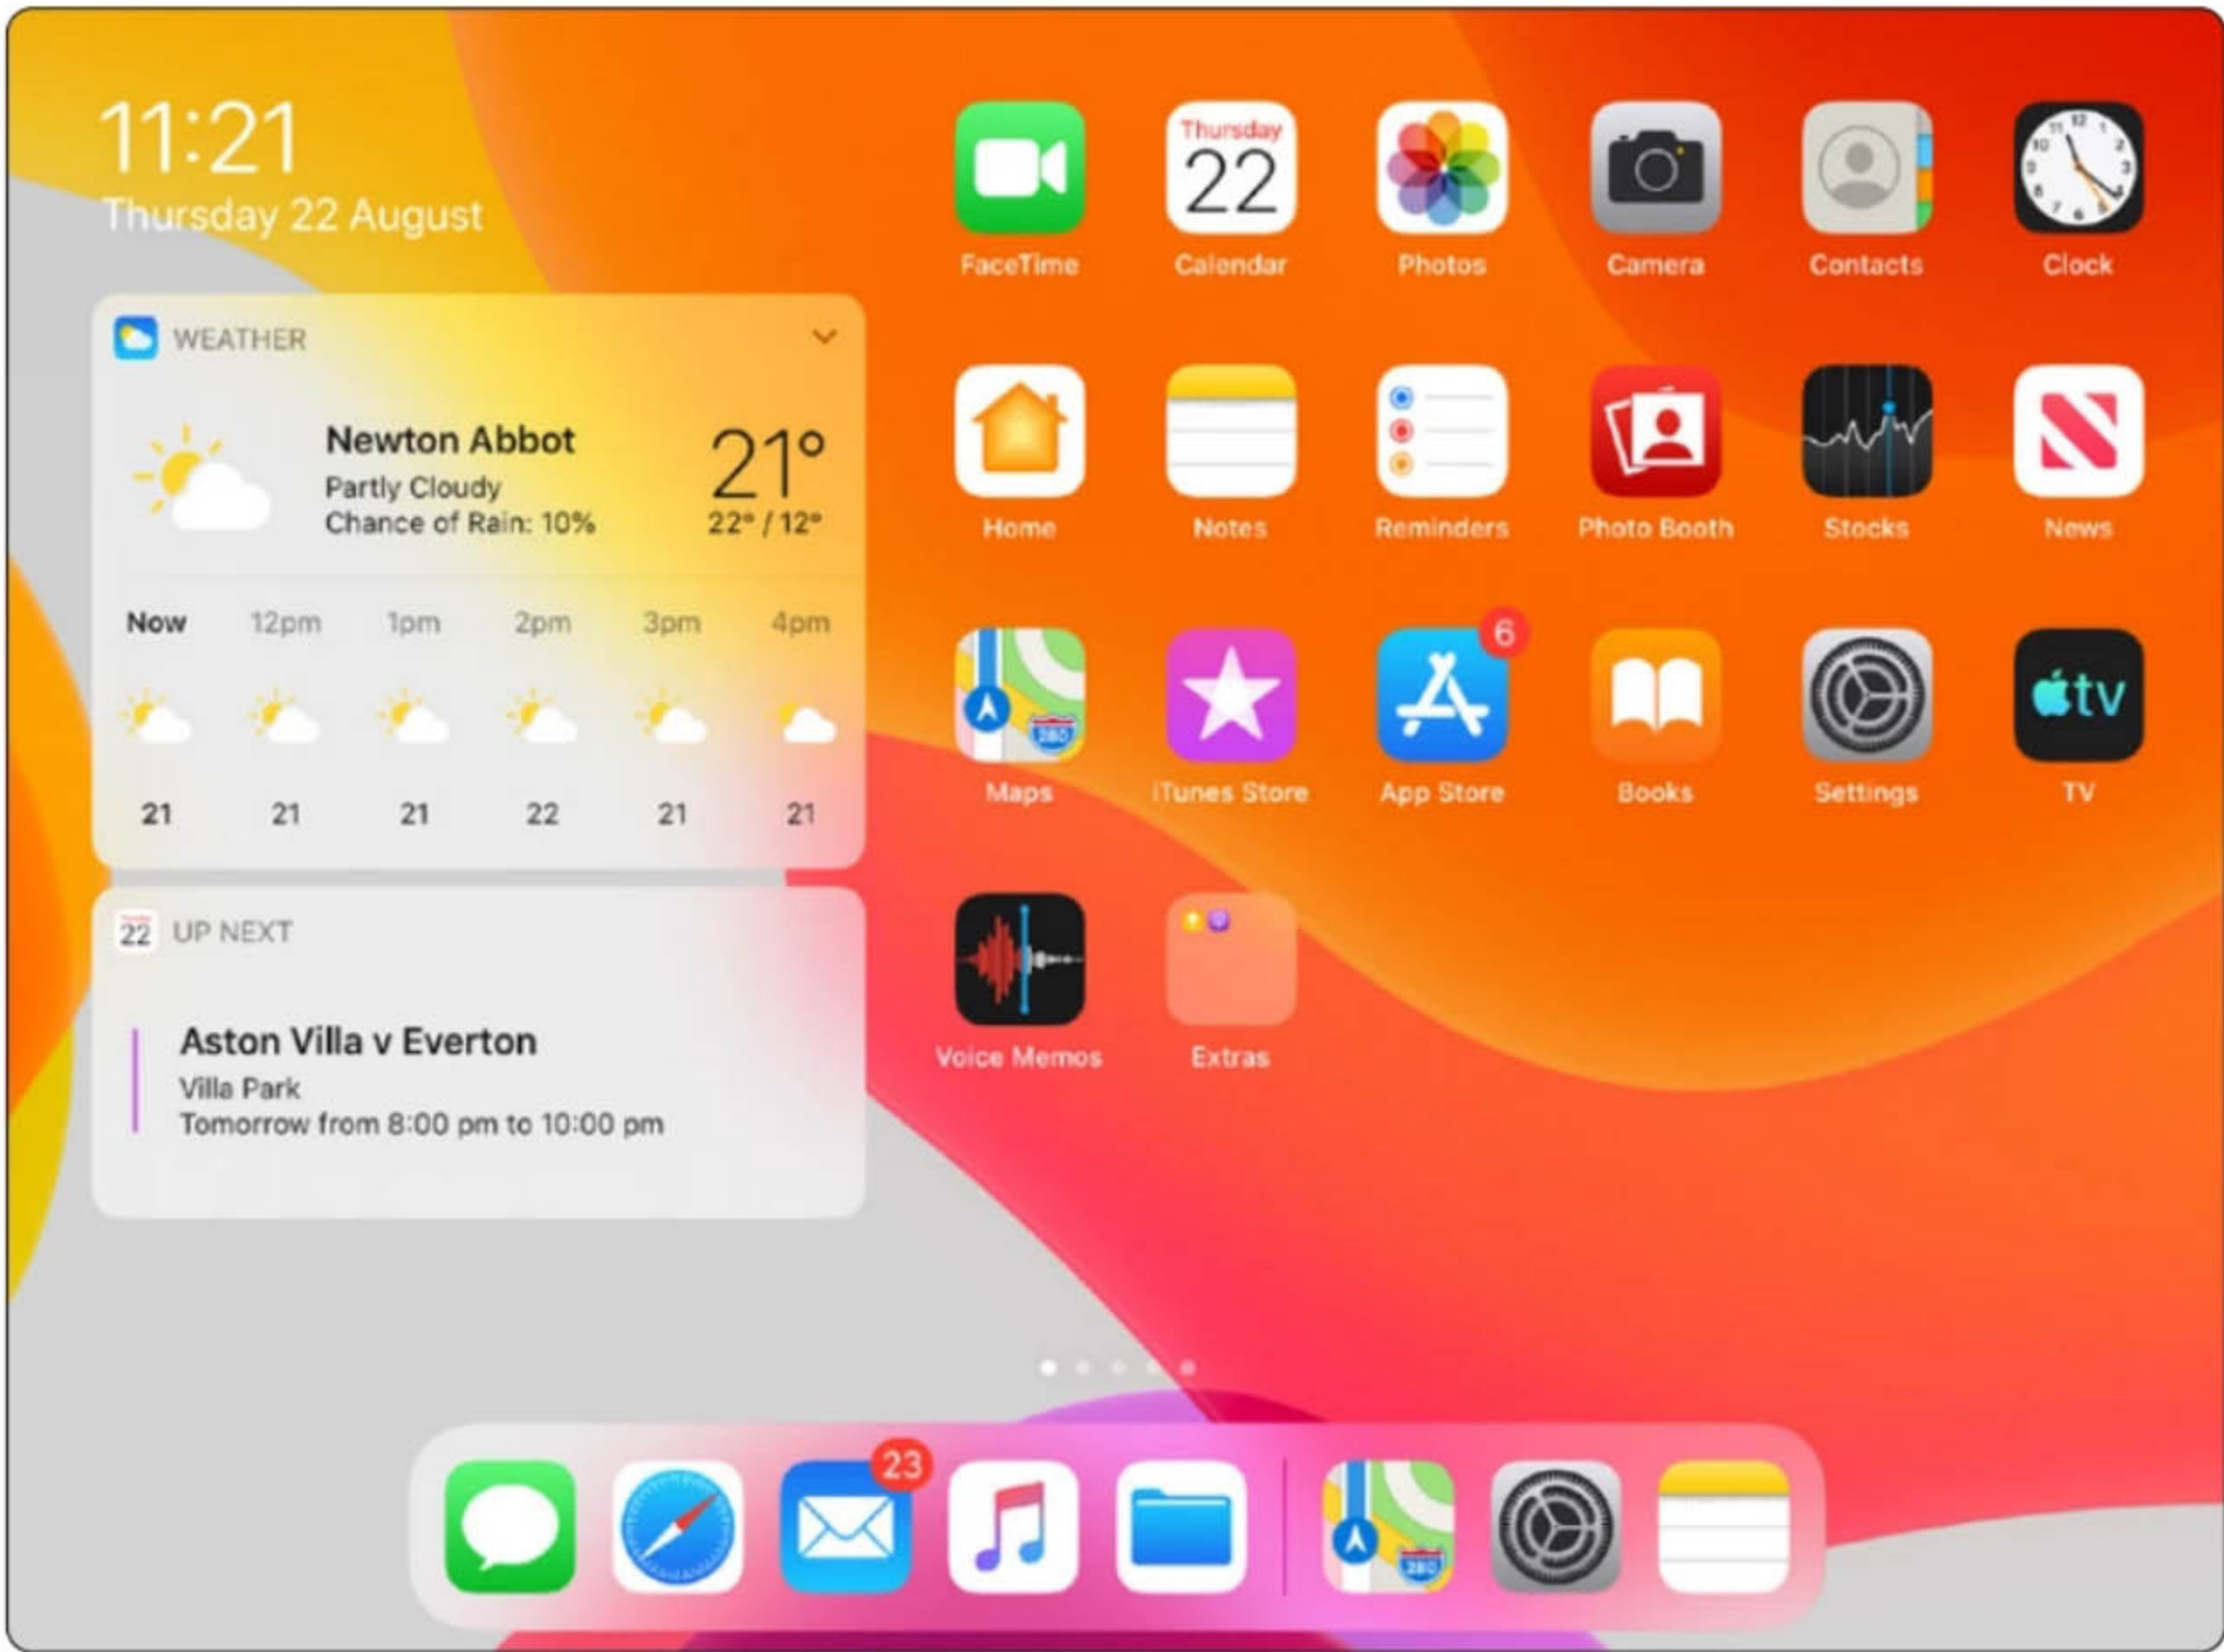 11:21
Thursday 22 August
WEATHER
Newton Abbot
Partly Cloudy
Chance of Rain: 10%
21°
22° / 12°
Now 12pm 1pm 2pm 3pm 4pm
21 21 21 22 21 21
22 UP NEXT
Aston Villa v Everton
Villa Park
Tomorrow from 8:00 pm to 10:00 pm
Thursday
22
FaceTime Calendar Photos Camera Contacts Clock
Home Notes Reminders Photo Booth Stocks News
280
6
tv
Maps iTunes Store App Store Books Settings TV
Voice Memos Extras
23
280